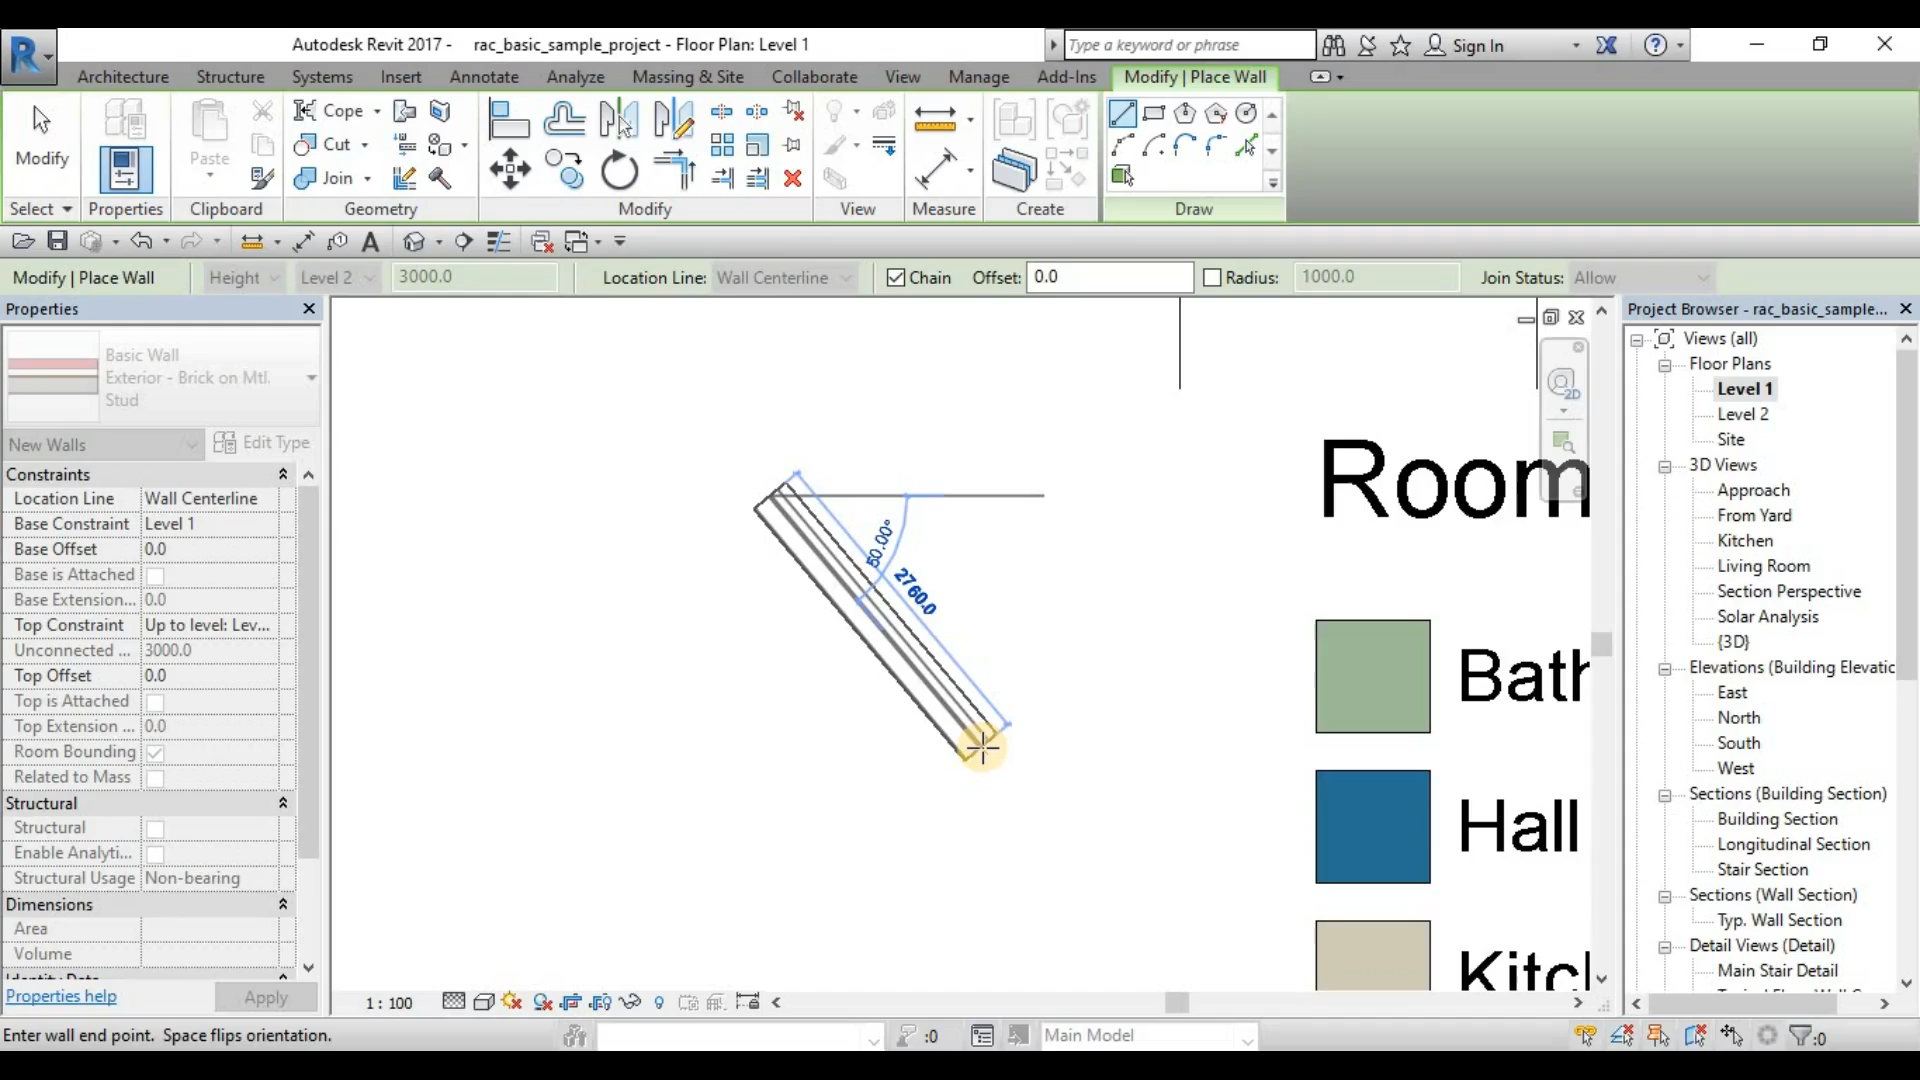 Autodesk Revit 2017 - rac_basic_sample_project - Floor Plan: Level 1
Type a keyword or phrase
Sign In
Architecture Structure Systems Insert Annotate Analyze Massing & Site Collaborate View Manage Add-Ins Modify | Place Wall
Modify
Paste
Cope
Cut
Join
Select Properties Clipboard Geometry Modify View Measure Create Draw
Modify | Place Wall Height Level 2 3000.0 Location Line: Wall Centerline Chain Offset: 0.0 Radius: 1000.0 Join Status: Allow
Properties
Basic Wall
Exterior - Brick on Mtl.
Stud
New Walls Edit Type
Constraints
Location Line Wall Centerline
Base Constraint Level 1
Base Offset 0.0
Base is Attached
Base Extension... 0.0
Top Constraint Up to level: Lev...
Unconnected ... 3000.0
Top Offset 0.0
Top is Attached
Top Extension ... 0.0
Room Bounding
Related to Mass
Structural
Structural
Enable Analyti...
Structural Usage Non-bearing
Dimensions
Area
Volume
Identity Data
Properties help Apply
50.00°
2760.0
Room
Bath
Hall
Kitc
2D
1 : 100
Project Browser - rac_basic_sample...
Views (all)
Floor Plans
Level 1
Level 2
Site
3D Views
Approach
From Yard
Kitchen
Living Room
Section Perspective
Solar Analysis
{3D}
Elevations (Building Elevatic
East
North
South
West
Sections (Building Section)
Building Section
Longitudinal Section
Stair Section
Sections (Wall Section)
Typ. Wall Section
Detail Views (Detail)
Main Stair Detail
Enter wall end point. Space flips orientation.
:0
Main Model
:0